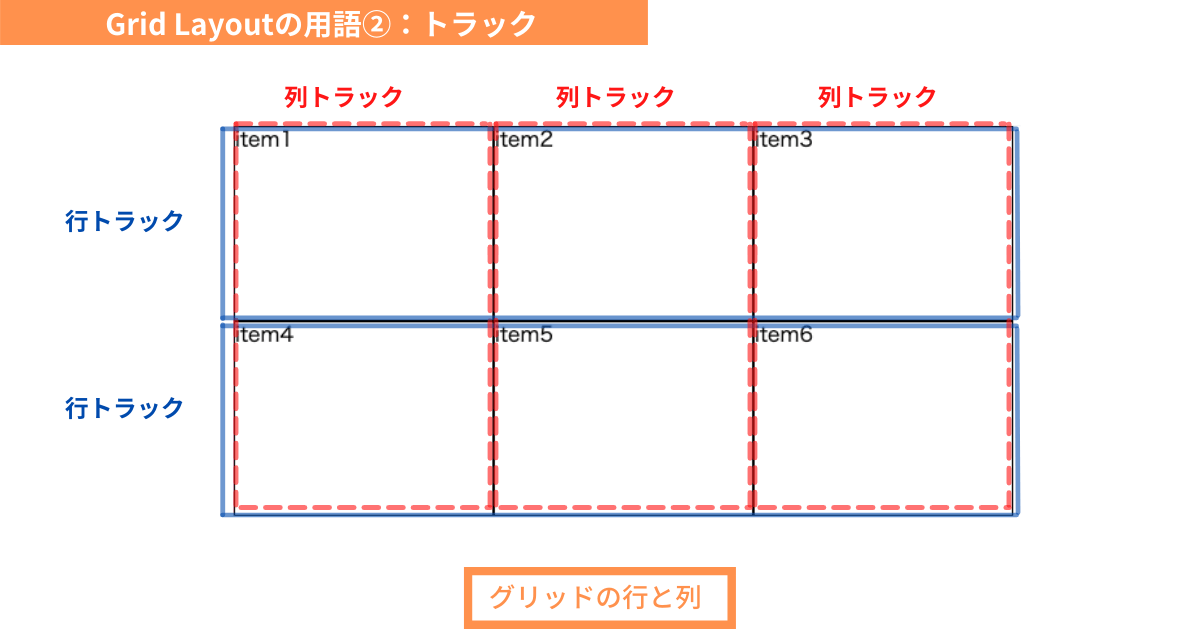 Grid Layoutの用語②：トラック
列トラック 列トラック 列トラック
item1 item2 item3
行トラック
item4 item5 item6
行トラック
グリッドの行と列